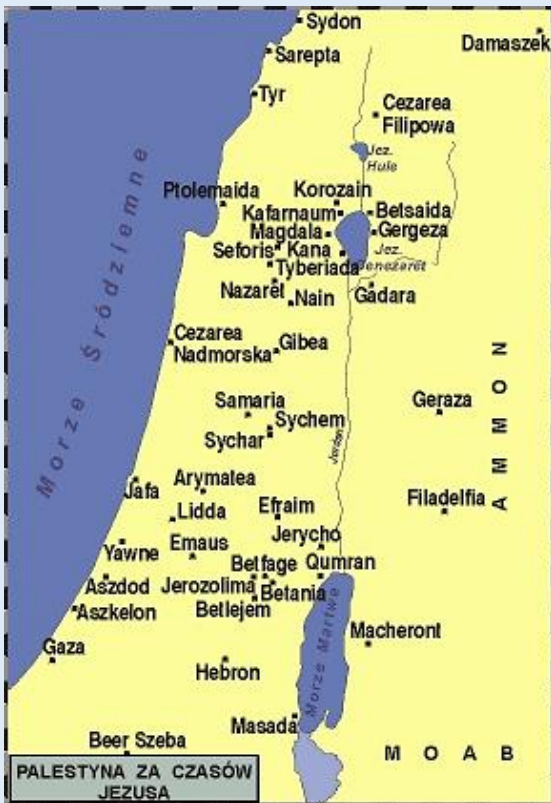 Sydon
Damaszek
Sarepta
Tyr
Cezarea
Filipowa
Jez.
Hule
Morze Śródziemne
Ptolemaida
Korozain
Kafarnaum
Betsaida
Magdala
Gergeza
Seforis
Kana
Jez.
Genezaret
Tyberiada
Nazaret
Nain
Gadara
Cezarea
Nadmorska
Gibea
AMMON
Samaria
Geraza
Sychem
Sychar
Jordan
Jafa
Arymatea
Lidda
Efraim
Filadelfia
Jerycho
Yawne
Emaus
Betfage
Qumran
Aszdod
Jerozolima
Betania
Aszkelon
Betlejem
Morze Martwe
Macheront
Gaza
Hebron
Masada
Beer Szeba
MOAB
PALESTYNA ZA CZASÓW
JEZUSA